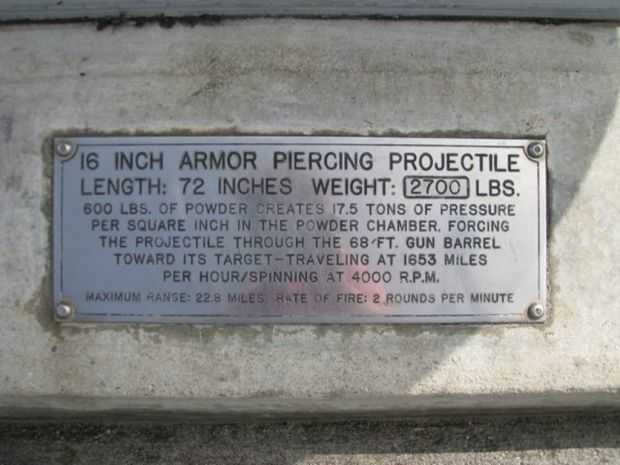 16 INCH ARMOR PIERCING PROJECTILE
LENGTH: 72 INCHES WEIGHT: 2700 LBS.
600 LBS. OF POWDER CREATES 17.5 TONS OF PRESSURE
PER SQUARE INCH IN THE POWDER CHAMBER, FORCING
THE PROJECTILE THROUGH THE 68'FT. GUN BARREL
TOWARD ITS TARGET-TRAVELING AT 1653 MILES
PER HOUR/SPINNING AT 4000 R.P.M.
MAXIMUM RANGE: 22.8 MILES RATE OF FIRE: 2 ROUNDS PER MINUTE